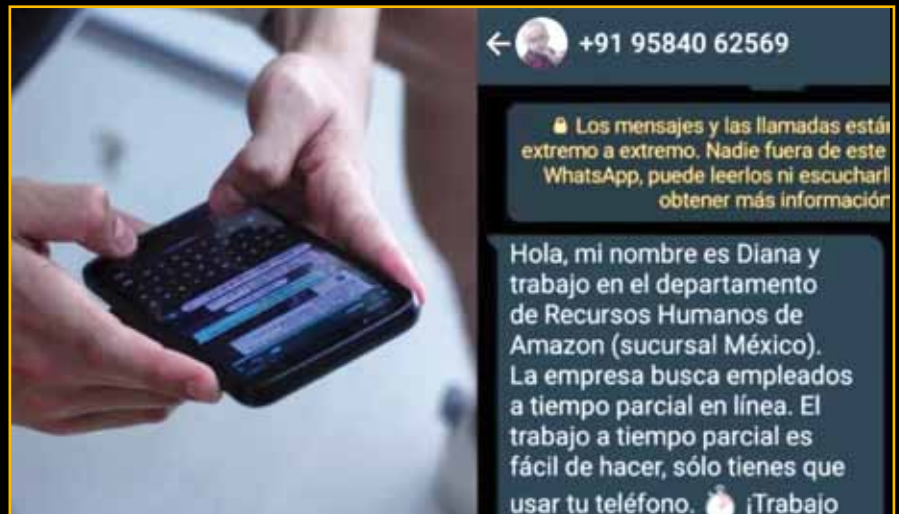 +91 95840 62569
Los mensajes y las llamadas están
extremo a extremo. Nadie fuera de este
WhatsApp, puede leerlos ni escucharl
obtener más información
Hola, mi nombre es Diana y
trabajo en el departamento
de Recursos Humanos de
Amazon (sucursal México).
La empresa busca empleados
a tiempo parcial en línea. El
trabajo a tiempo parcial es
fácil de hacer, sólo tienes que
usar tu teléfono. ⏱️ ¡Trabajo